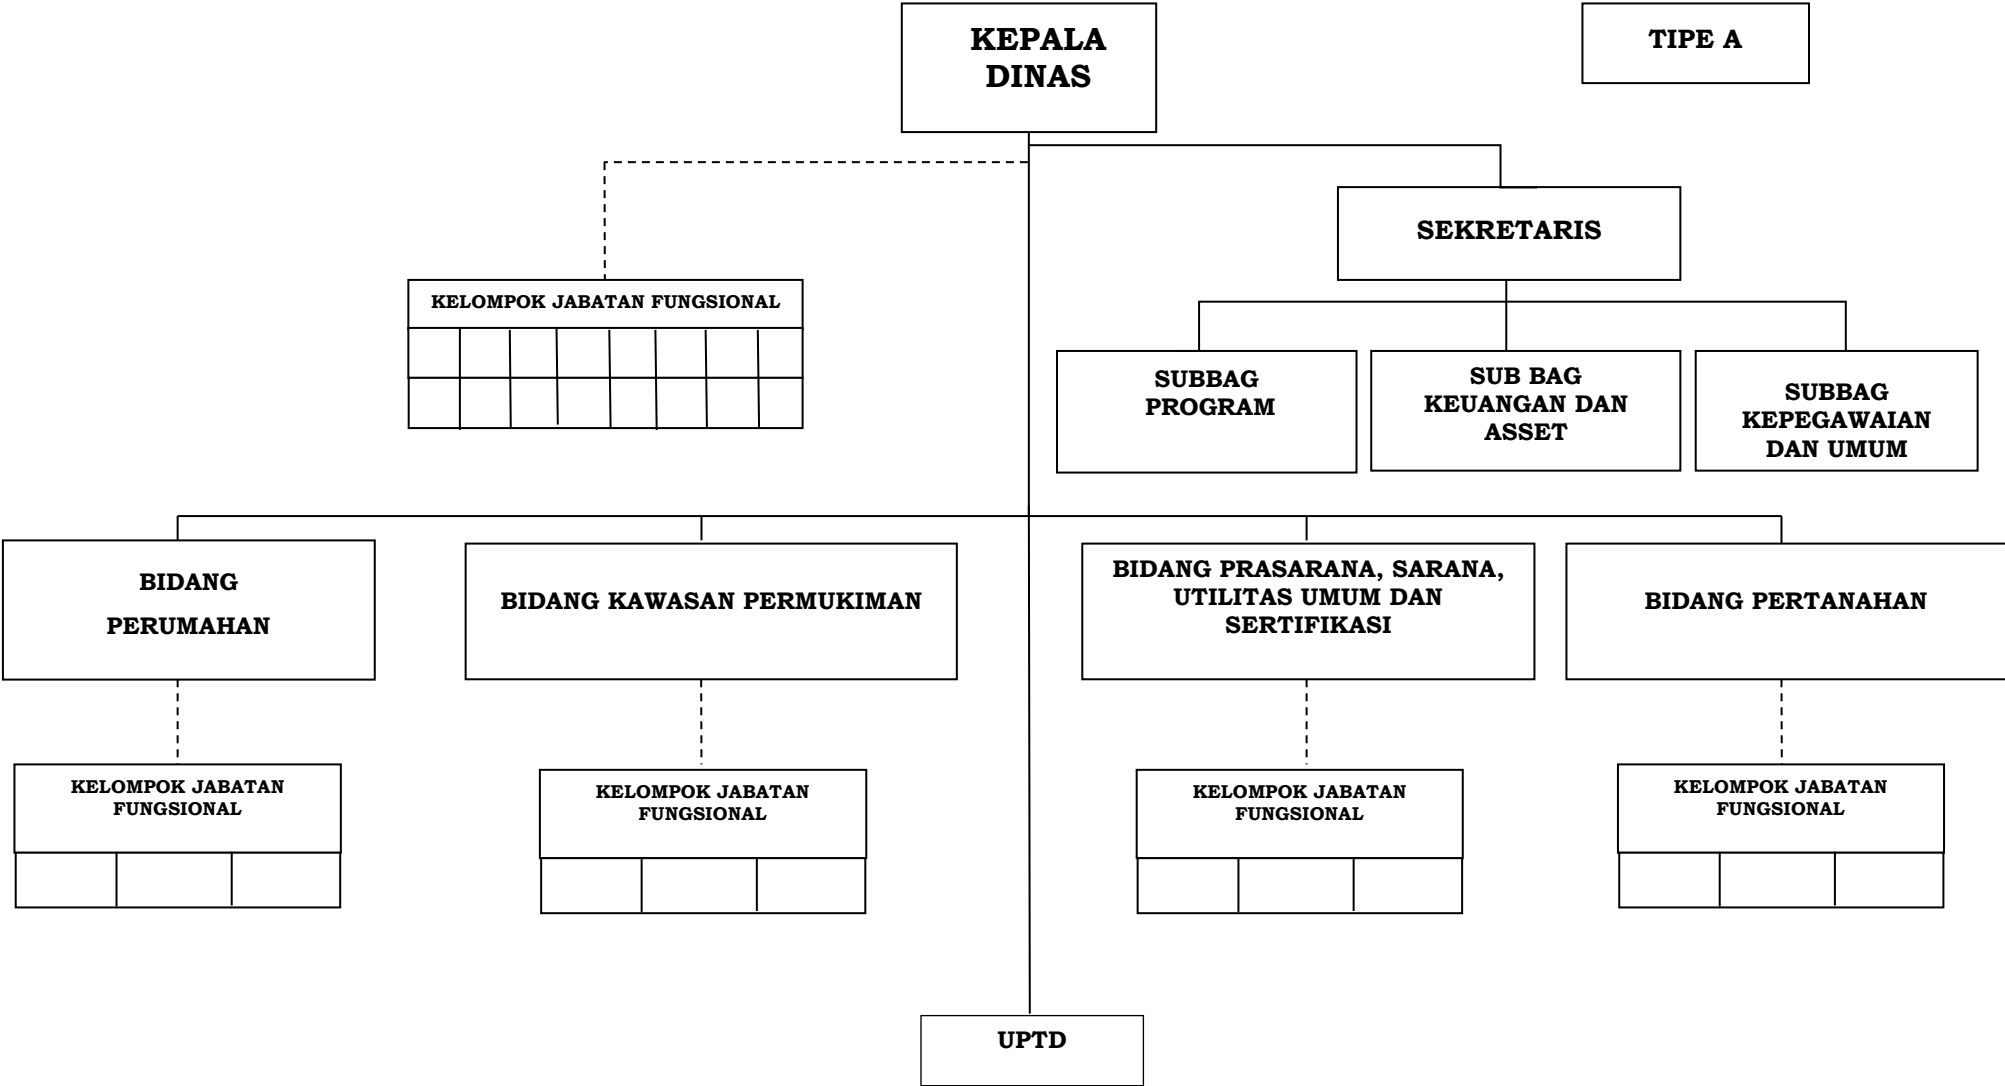 KEPALA
DINAS
TIPE A
SEKRETARIS
KELOMPOK JABATAN FUNGSIONAL
SUBBAG
PROGRAM
SUB BAG
KEUANGAN DAN
ASSET
SUBBAG
KEPEGAWAIAN
DAN UMUM
BIDANG
PERUMAHAN
BIDANG KAWASAN PERMUKIMAN
BIDANG PRASARANA, SARANA,
UTILITAS UMUM DAN
SERTIFIKASI
BIDANG PERTANAHAN
KELOMPOK JABATAN
FUNGSIONAL
KELOMPOK JABATAN
FUNGSIONAL
KELOMPOK JABATAN
FUNGSIONAL
KELOMPOK JABATAN
FUNGSIONAL
UPTD